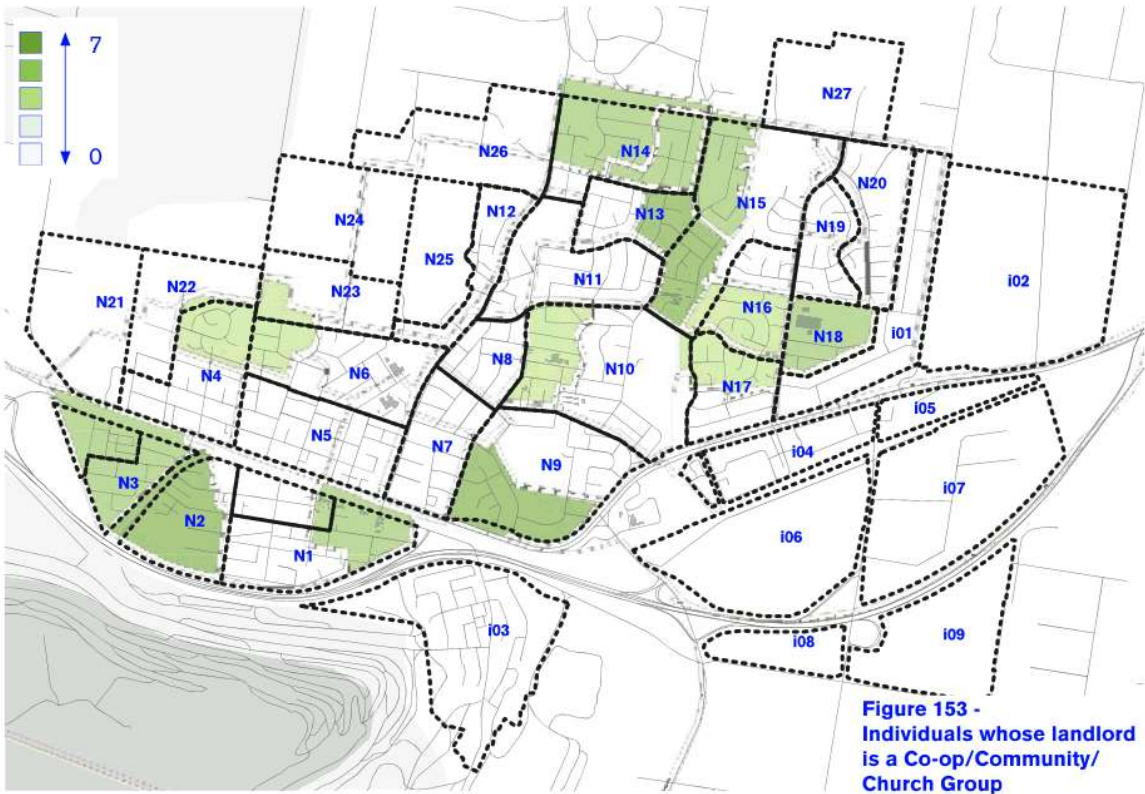 7
0
N27
N14
N26
N20
N15
N12
N13
N24
N19
N25
N11
i02
N21
N22
N23
N16
i01
N18
N8
N10
N6
N4
N17
i05
N5
N7
i04
N9
N3
i07
N2
i06
N1
i03
i08
i09
Figure 153 -
Individuals whose landlord
is a Co-op/Community/
Church Group